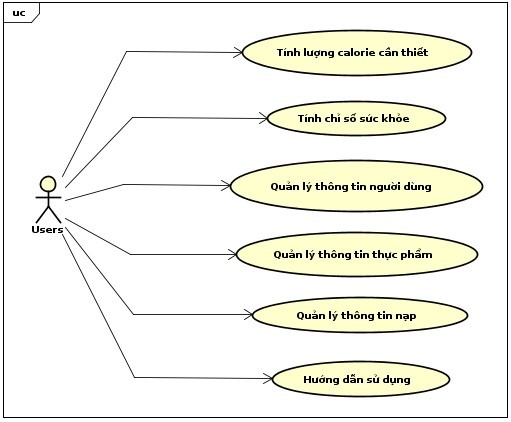 uc
Tính lượng calorie cần thiết
Tính chỉ số sức khỏe
Quản lý thông tin người dùng
Users
Quản lý thông tin thực phẩm
Quản lý thông tin nạp
Hướng dẫn sử dụng